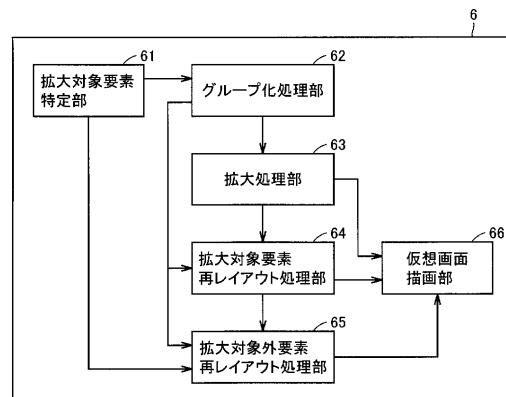 6
61
拡大対象要素
特定部
62
グループ化処理部
63
拡大処理部
64
拡大対象要素
再レイアウト処理部
66
仮想画面
描画部
65
拡大対象外要素
再レイアウト処理部